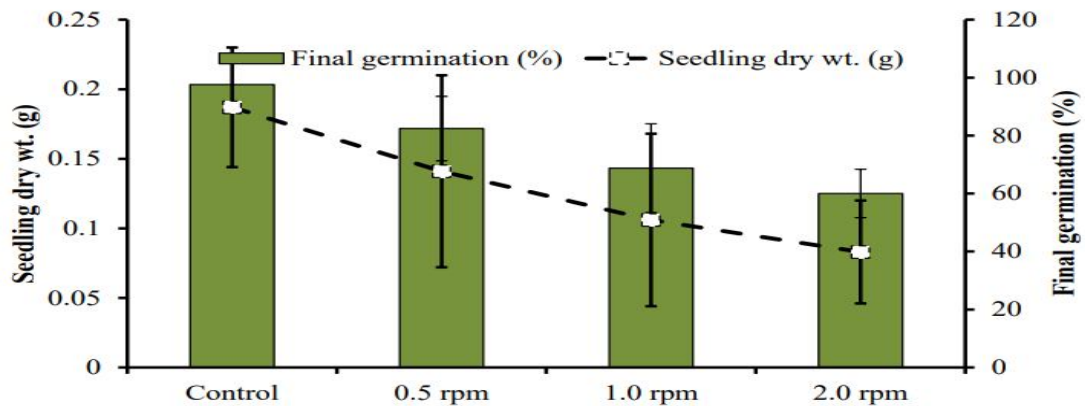 0.25
0.2
0.15
0.1
0.05
0
Seedling dry wt. (g)
Final germination (%)
Seedling dry wt. (g)
120
100
80
60
40
20
0
Final germination (%)
Control
0.5 rpm
1.0 rpm
2.0 rpm